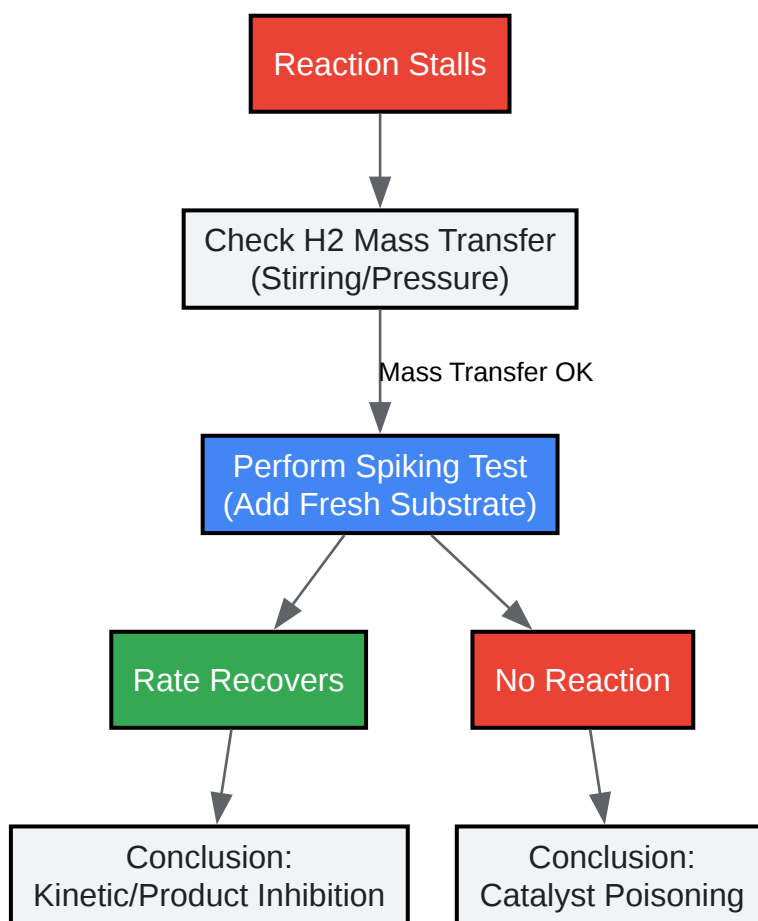 Reaction Stalls
Check H2 Mass Transfer
(Stirring/Pressure)
Mass Transfer OK
Perform Spiking Test
(Add Fresh Substrate)
Rate Recovers
No Reaction
Conclusion:
Kinetic/Product Inhibition
Conclusion:
Catalyst Poisoning